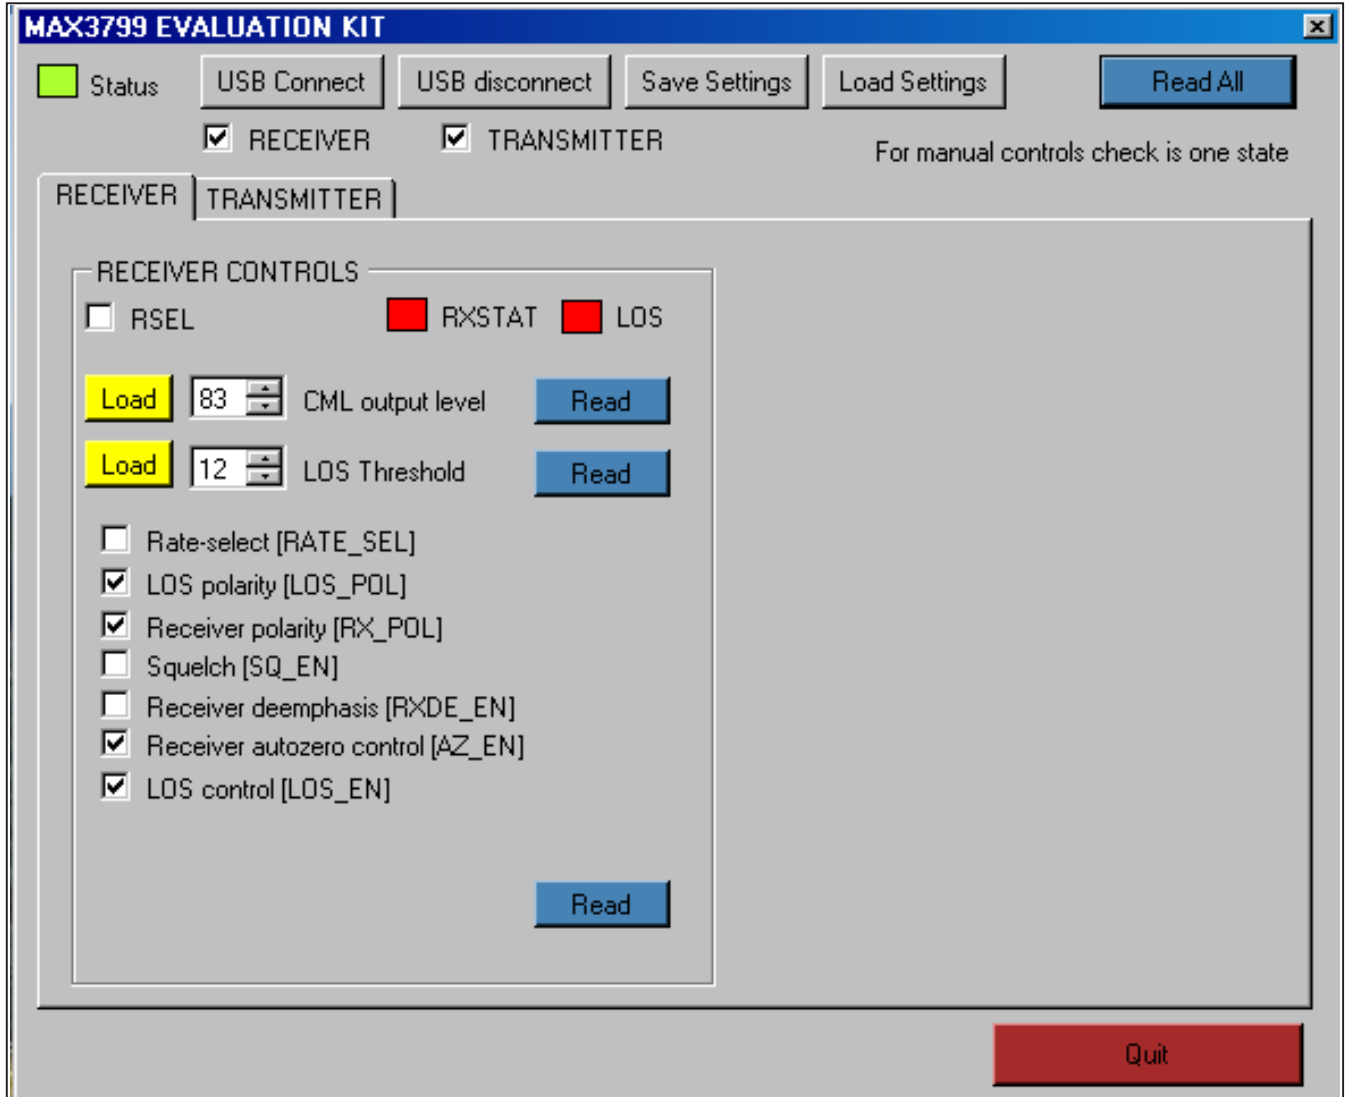 MAX3799 EVALUATION KIT
Status USB Connect USB disconnect Save Settings Load Settings Read All
RECEIVER TRANSMITTER For manual controls check is one state
RECEIVER TRANSMITTER
RECEIVER CONTROLS
RSEL RXSTAT LOS
Load 83 CML output level Read
Load 12 LOS Threshold Read
Rate-select [RATE_SEL]
LOS polarity [LOS_POL]
Receiver polarity [RX_POL]
Squelch [SQ_EN]
Receiver deemphasis [RXDE_EN]
Receiver autozero control [AZ_EN]
LOS control [LOS_EN]
Read
Quit